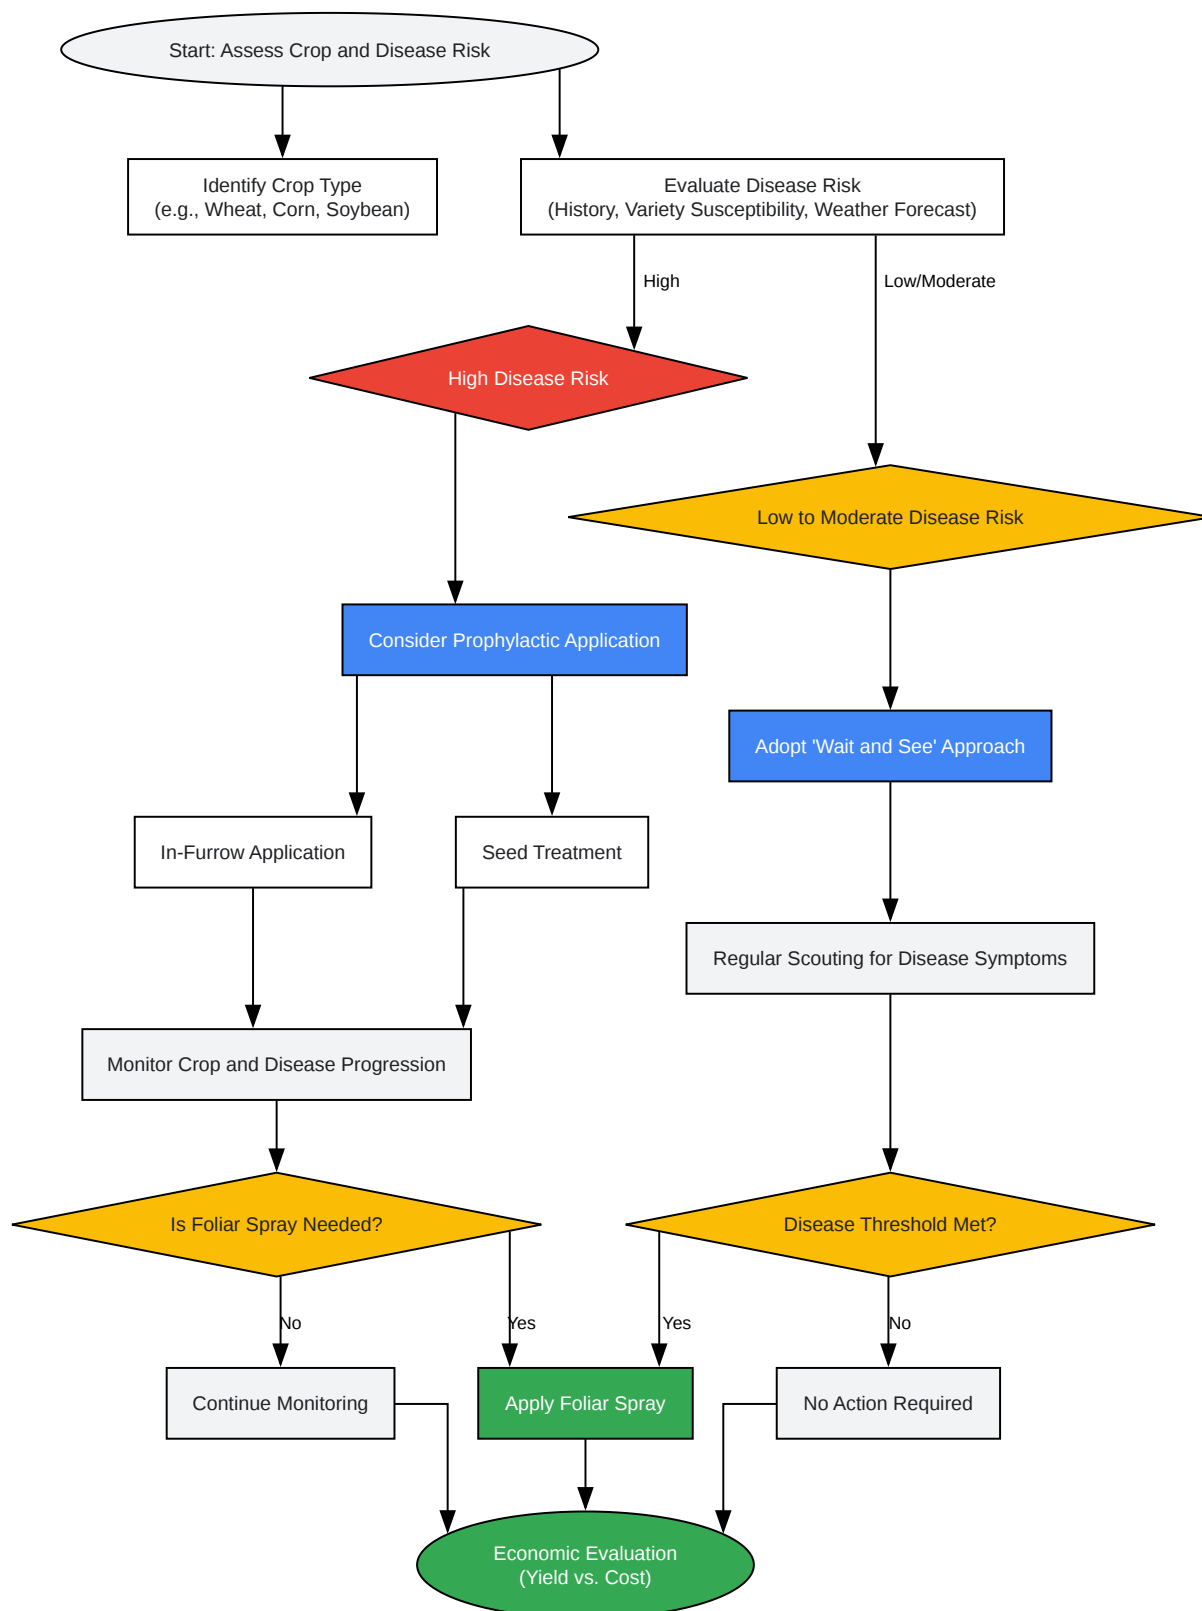 Start: Assess Crop and Disease Risk
Identify Crop Type
(e.g., Wheat, Corn, Soybean)
Evaluate Disease Risk
(History, Variety Susceptibility, Weather Forecast)
High
Low/Moderate
High Disease Risk
Low to Moderate Disease Risk
Consider Prophylactic Application
Adopt 'Wait and See' Approach
In-Furrow Application
Seed Treatment
Regular Scouting for Disease Symptoms
Monitor Crop and Disease Progression
Is Foliar Spray Needed?
Disease Threshold Met?
No
Yes
Yes
No
Continue Monitoring
Apply Foliar Spray
No Action Required
Economic Evaluation
(Yield vs. Cost)